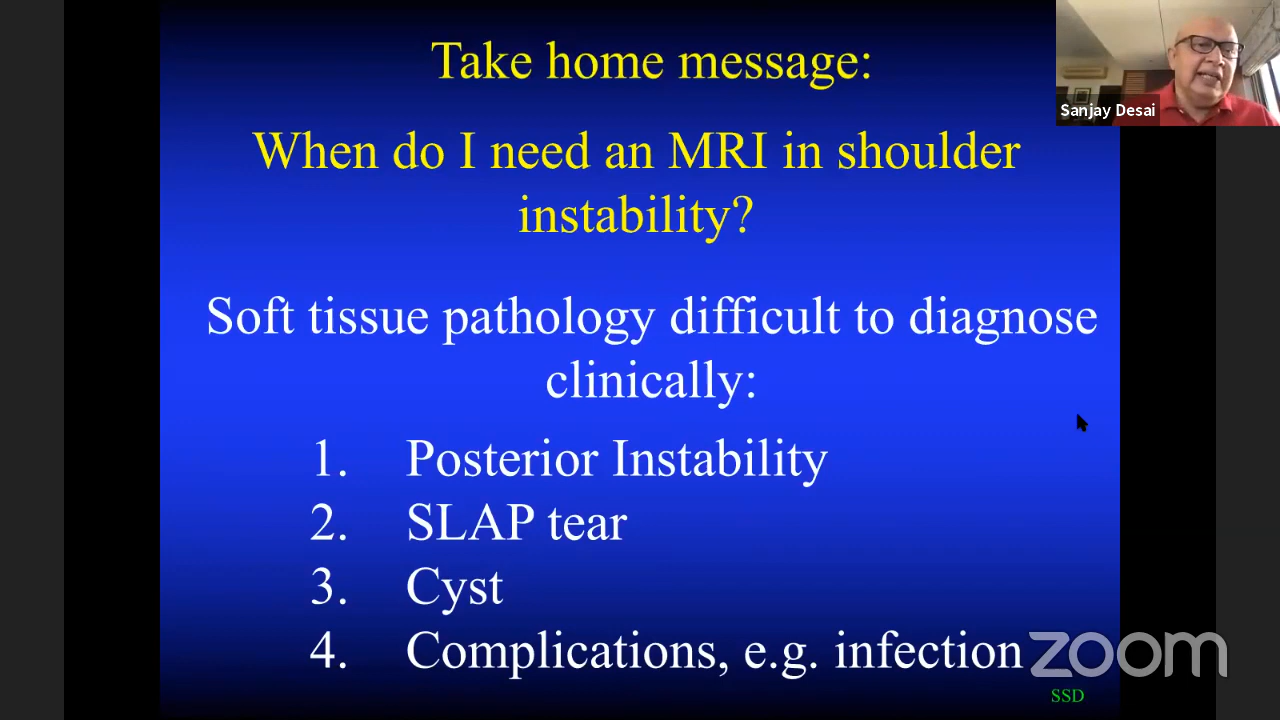 Take home message:
Sanjay Desai
When do I need an MRI in shoulder
instability?
Soft tissue pathology difficult to diagnose
clinically:
1. Posterior Instability
2. SLAP tear
3. Cyst
4. Complications, e.g. infection
zoom
SSD